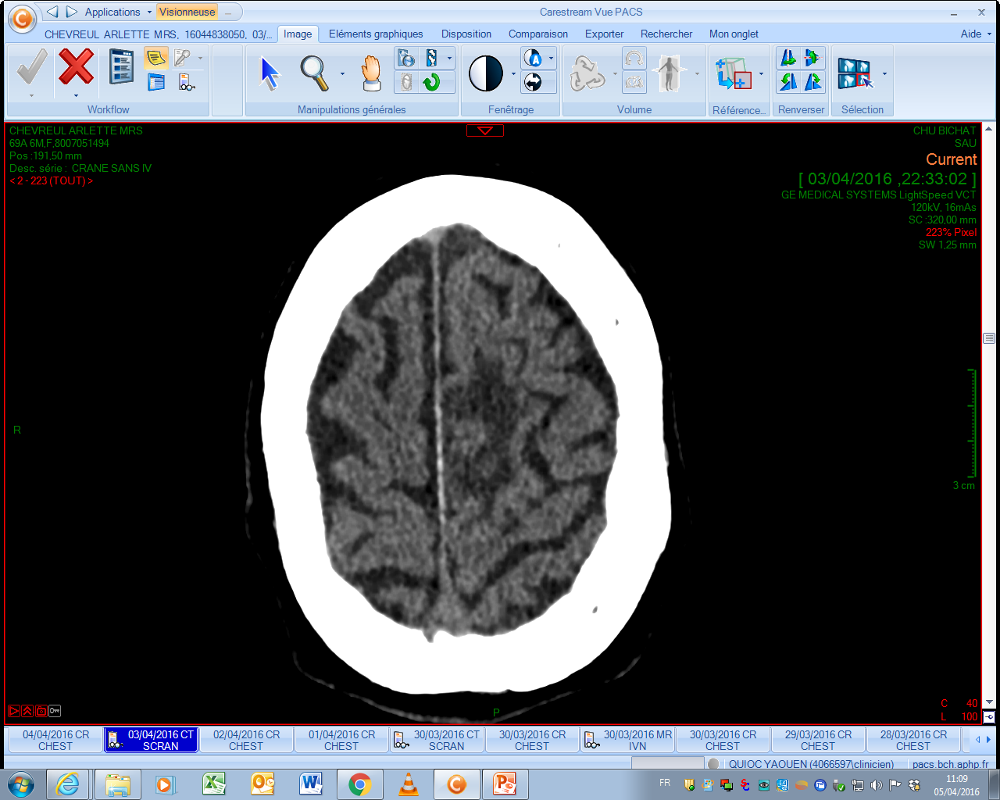 Applications
Visionneuse
Carestream Vue PACS
CHEVREUL ARLETTE MRS, 16044838050, 03/...
Image
Eléments graphiques
Disposition
Comparaison
Exporter
Rechercher
Mon onglet
Aide
Workflow
Manipulations générales
Fenêtrage
Volume
Référence...
Renverser
Sélection
CHEVREUL ARLETTE MRS
69A 6M,F,8007051494
Pos :191,50 mm
Desc. série : CRANE SANS IV
< 2 - 223 (TOUT) >
CHU BICHAT
SAU
Current
[ 03/04/2016 ,22:33:02 ]
GE MEDICAL SYSTEMS LightSpeed VCT
120kV, 16mAs
SC :320,00 mm
223% Pixel
SW 1,25 mm
R
3 cm
P
C 40
L 100
04/04/2016 CR
CHEST
03/04/2016 CT
SCRAN
02/04/2016 CR
CHEST
01/04/2016 CR
CHEST
30/03/2016 CT
SCRAN
30/03/2016 CR
CHEST
30/03/2016 MR
IVN
30/03/2016 CR
CHEST
29/03/2016 CR
CHEST
28/03/2016 CR
CHEST
QUIOC YAOUEN (4066597\clinicien)
pacs.bch.aphp.fr
FR
11:09
05/04/2016